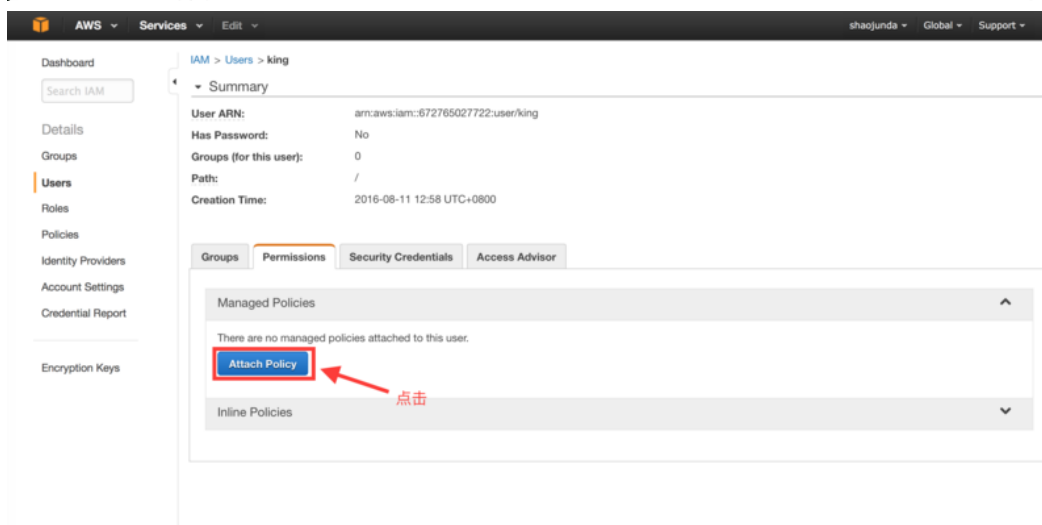 AWS Services Edit shaojunda Global Support
Dashboard
Search IAM
Details
Groups
Users
Roles
Policies
Identity Providers
Account Settings
Credential Report
Encryption Keys
IAM > Users > king
Summary
User ARN: arn:aws:iam::672765027722:user/king
Has Password: No
Groups (for this user): 0
Path: /
Creation Time: 2016-08-11 12:58 UTC+0800
Groups Permissions Security Credentials Access Advisor
Managed Policies
There are no managed policies attached to this user.
Attach Policy
点击
Inline Policies